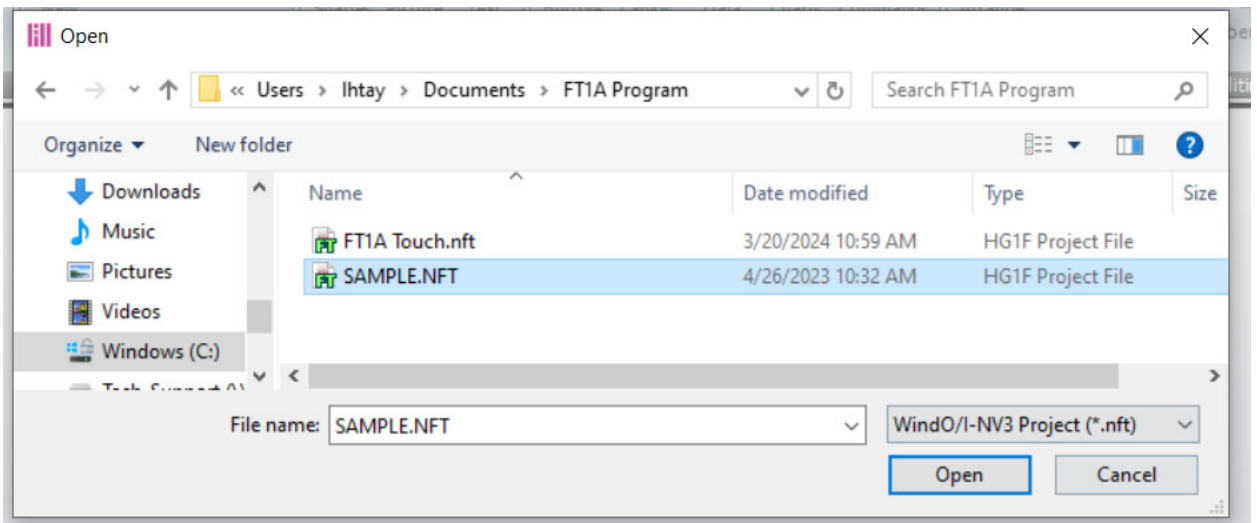 Open
« Users > lhtay > Documents > FT1A Program
Search FT1A Program
Organize
New folder
Name
Date modified
Type
Size
Downloads
Music
Pictures
Videos
Windows (C:)
FT1A Touch.nft 3/20/2024 10:59 AM HG1F Project File
SAMPLE.NFT 4/26/2023 10:32 AM HG1F Project File
File name: SAMPLE.NFT
WindO/I-NV3 Project (*.nft)
Open
Cancel